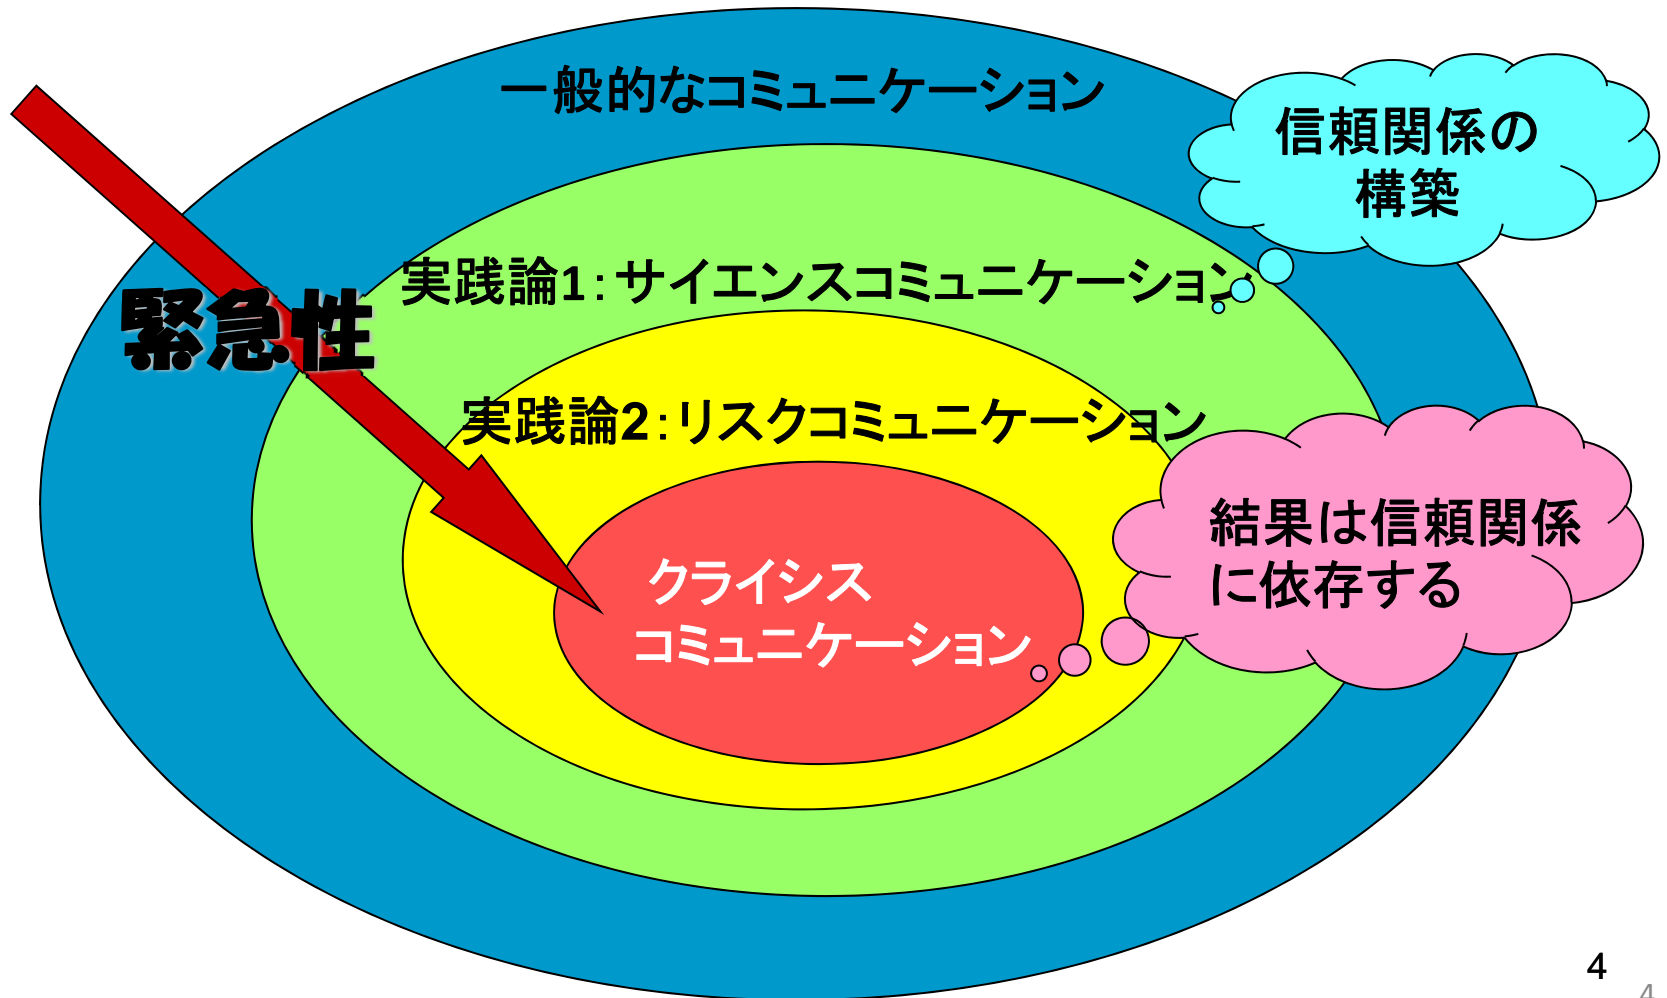 一般的なコミュニケーション
信頼関係の
構築
実践論1：サイエンスコミュニケーション
緊急性
実践論2：リスクコミュニケーション
結果は信頼関係
に依存する
クライシス
コミュニケーション
4
4